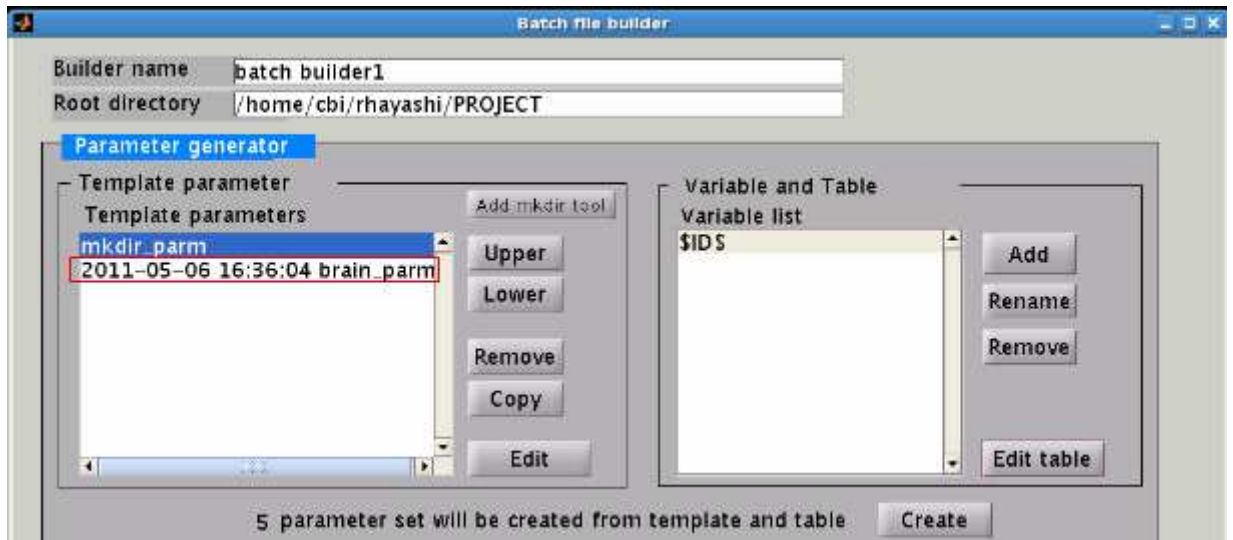 Batch file builder
Builder name
batch builder1
Root directory
/home/cbi/rhayashi/PROJECT
Parameter generator
Template parameter
Template parameters
mkdir_parm
2011-05-06 16:36:04 brain_parm
Add mkdir tool
Upper
Lower
Remove
Copy
Edit
Variable and Table
Variable list
$ID$
Add
Rename
Remove
Edit table
5 parameter set will be created from template and table
Create